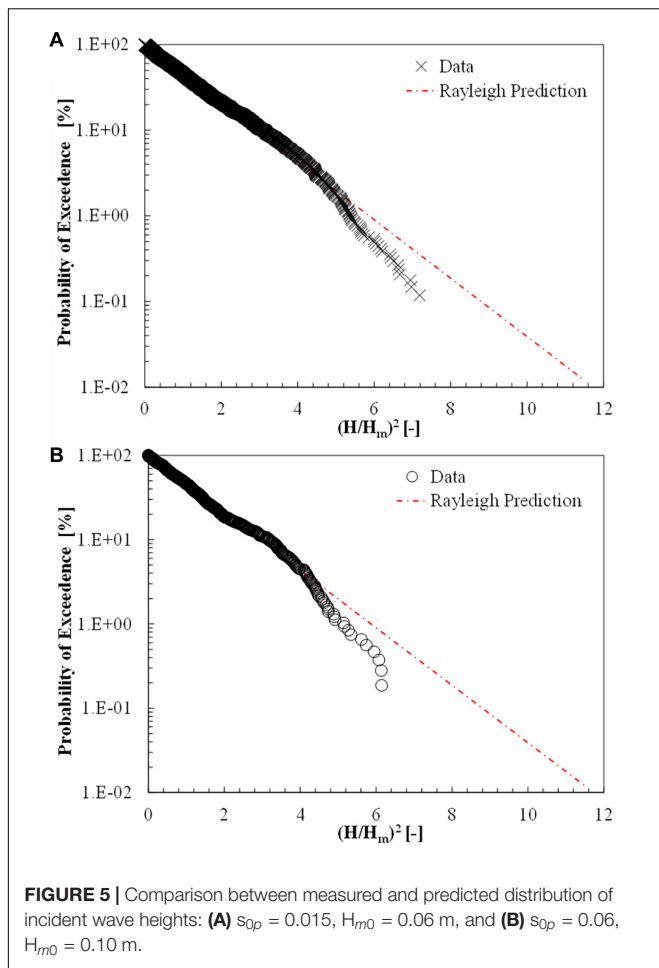 A
Data
Rayleigh Prediction
Probability of Exceedence [%]
1.E+02
1.E+01
1.E+00
1.E-01
1.E-02
0 2 4 6 8 10 12
(H/Hm)² [-]
B
Data
Rayleigh Prediction
Probability of Exceedence [%]
1.E+02
1.E+01
1.E+00
1.E-01
1.E-02
0 2 4 6 8 10 12
(H/Hm)² [-]
FIGURE 5 | Comparison between measured and predicted distribution of
incident wave heights: (A) s0p = 0.015, Hm0 = 0.06 m, and (B) s0p = 0.06,
Hm0 = 0.10 m.